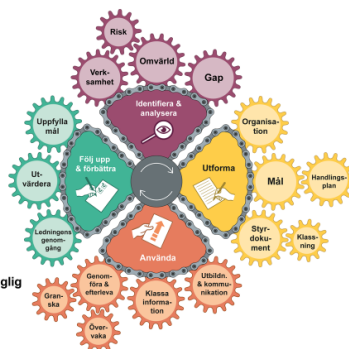 Risk
Omvärld
Verk-
samhet
Gap
Identifiera &
analysera
Uppfylla
mål
Organisa-
tion
Följ upp
& förbättra
Utforma
Ut-
värdera
Mål
Handlings-
plan
Ledningens
genom-
gång
Styr-
doku-
ment
Klass-
ning
Använda
glig
Gran-
ska
Genom-
föra &
efterleva
Klassa
informa-
tion
Utbildn.
& kommu-
nikation
Över-
vaka